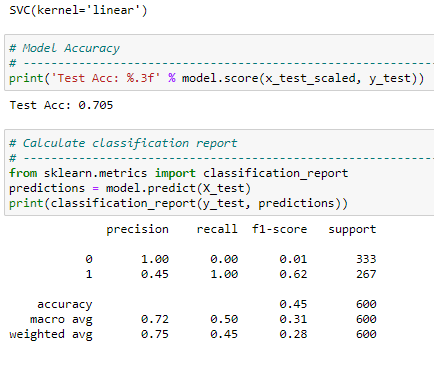 SVC(kernel='linear')
# Model Accuracy
# --------------------------------------------------------
print('Test Acc: %.3f' % model.score(x_test_scaled, y_test))
Test Acc: 0.705
# Calculate classification report
# --------------------------------------------------------
from sklearn.metrics import classification_report
predictions = model.predict(X_test)
print(classification_report(y_test, predictions))
precision recall f1-score support
0 1.00 0.00 0.01 333
1 0.45 1.00 0.62 267
accuracy 0.45 600
macro avg 0.72 0.50 0.31 600
weighted avg 0.75 0.45 0.28 600